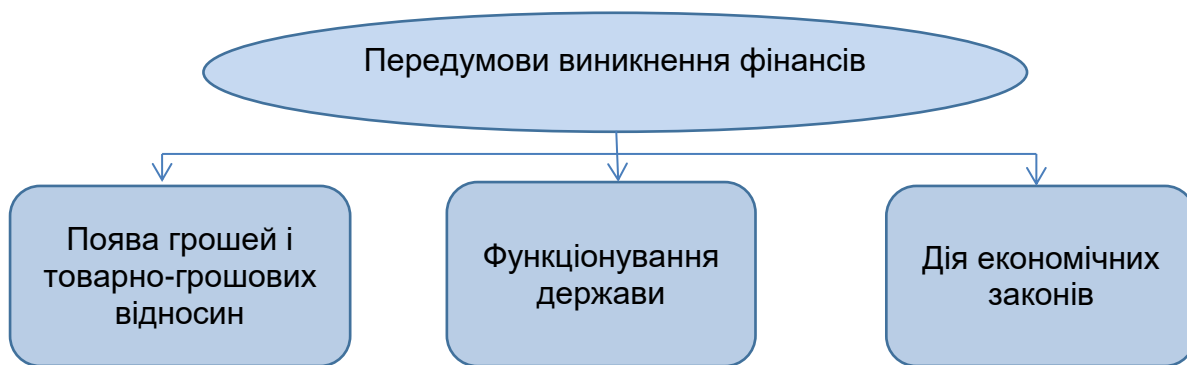 Передумови виникнення фінансів
Поява грошей і
товарно-грошових
відносин
Функціонування
держави
Дія економічних
законів